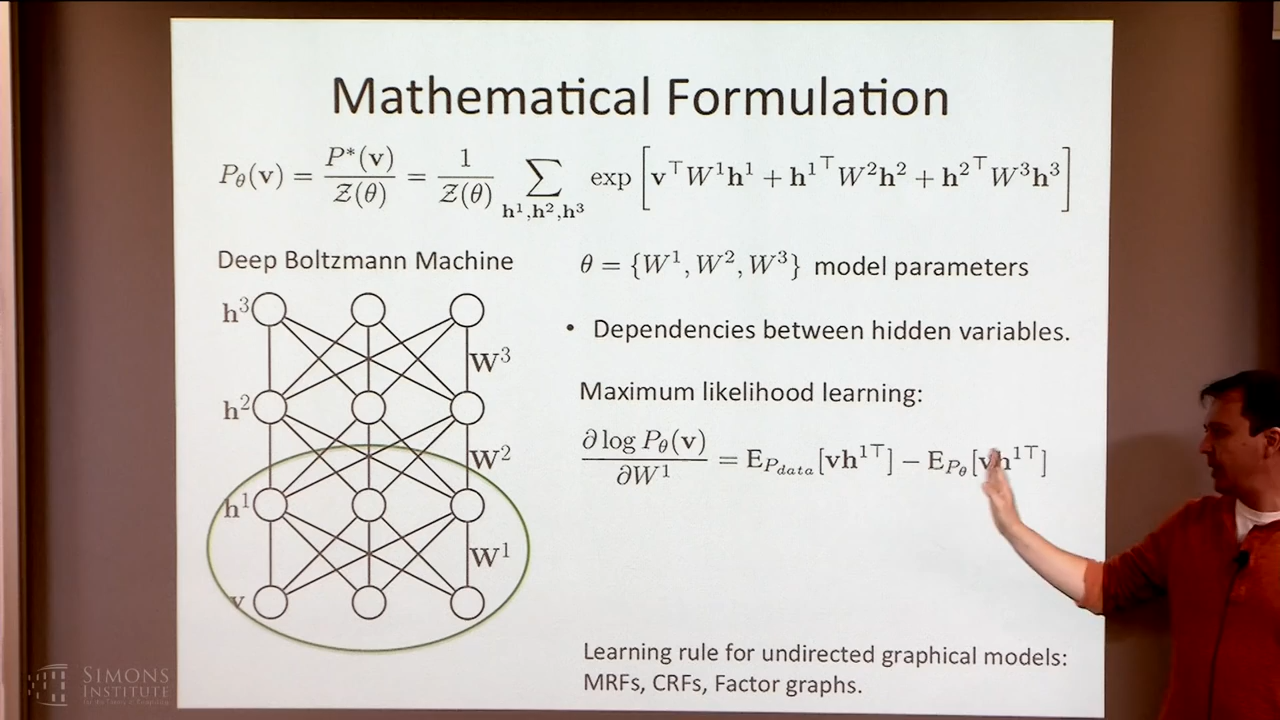 Mathematical Formulation
P_θ(v) = P*(v) / Z(θ) = 1 / Z(θ) ∑_{h¹,h²,h³} exp [ v^⊤ W¹h¹ + h¹^⊤ W²h² + h²^⊤ W³h³ ]
Deep Boltzmann Machine
θ = {W¹, W², W³} model parameters
h³
W³
h²
W²
h¹
W¹
v
• Dependencies between hidden variables.
Maximum likelihood learning:
∂ log P_θ(v) / ∂W¹ = E_{P_data}[vh¹^⊤] − E_{P_θ}[vh¹^⊤]
Learning rule for undirected graphical models:
MRFs, CRFs, Factor graphs.
SIMONS
INSTITUTE